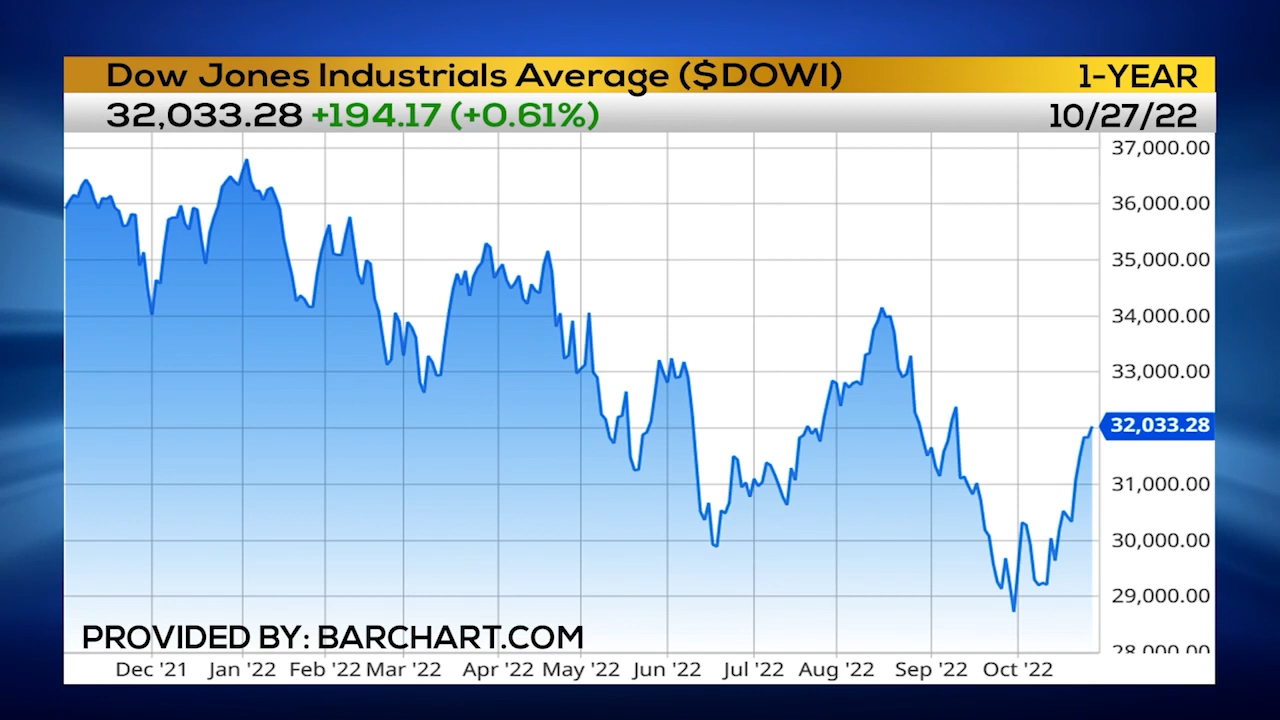 Dow Jones Industrials Average ($DOWI) 1-YEAR
32,033.28 +194.17 (+0.61%) 10/27/22
37,000.00
36,000.00
35,000.00
34,000.00
33,000.00
32,033.28
31,000.00
30,000.00
29,000.00
PROVIDED BY: BARCHART.COM
28,000.00
Dec '21 Jan '22 Feb '22 Mar '22 Apr '22 May '22 Jun '22 Jul '22 Aug '22 Sep '22 Oct '22